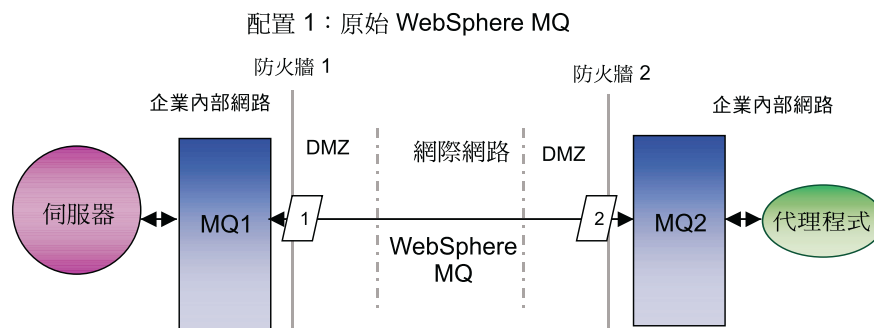 配置 1：原始 WebSphere MQ
防火牆 1
防火牆 2
企業內部網路
企業內部網路
DMZ
網際網路
DMZ
伺服器
MQ1
1
2
MQ2
代理程式
WebSphere
MQ